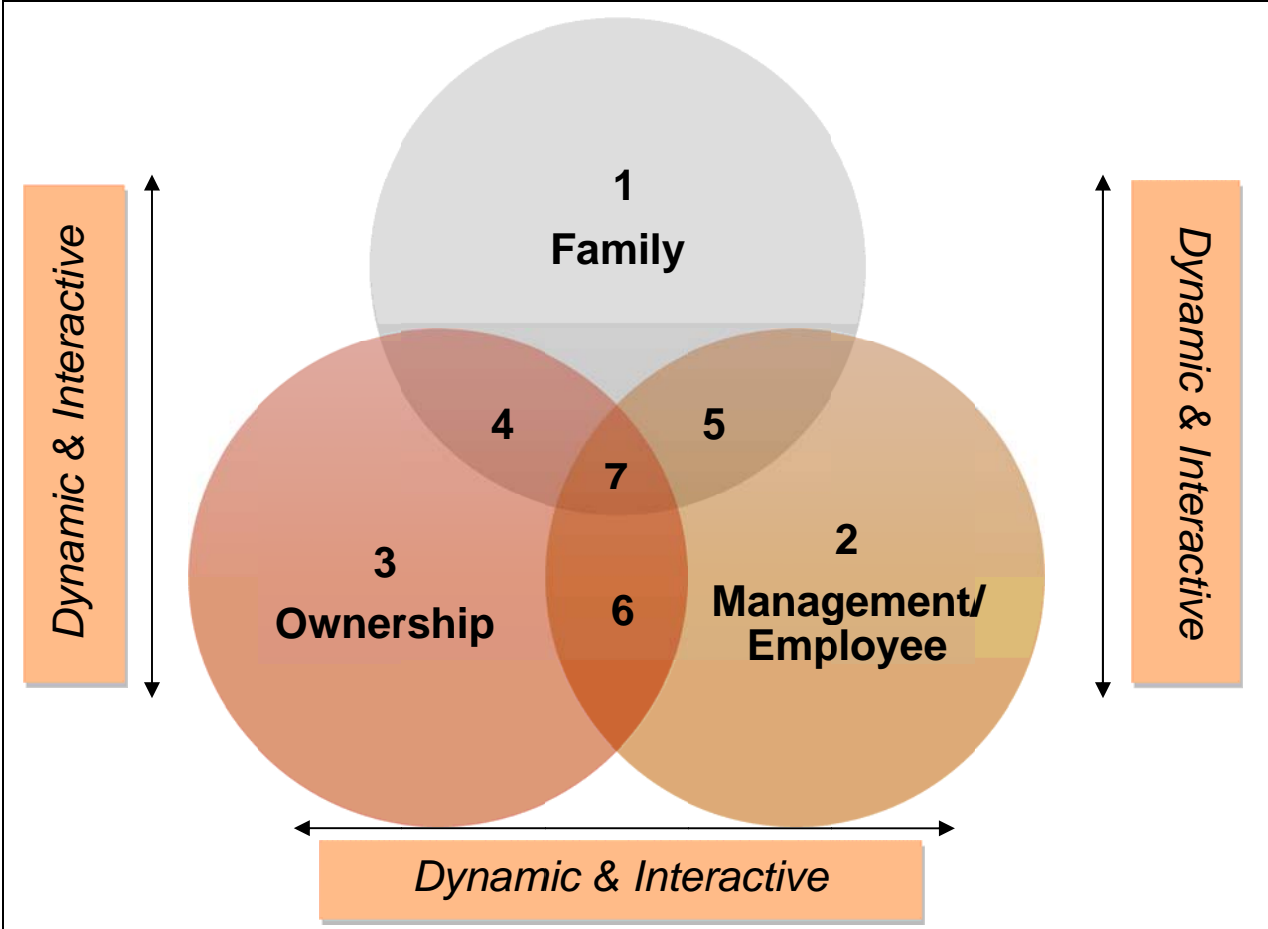 1
Family
Dynamic & Interactive
Dynamic & Interactive
4
5
7
3
Ownership
2
Management/
Employee
6
Dynamic & Interactive